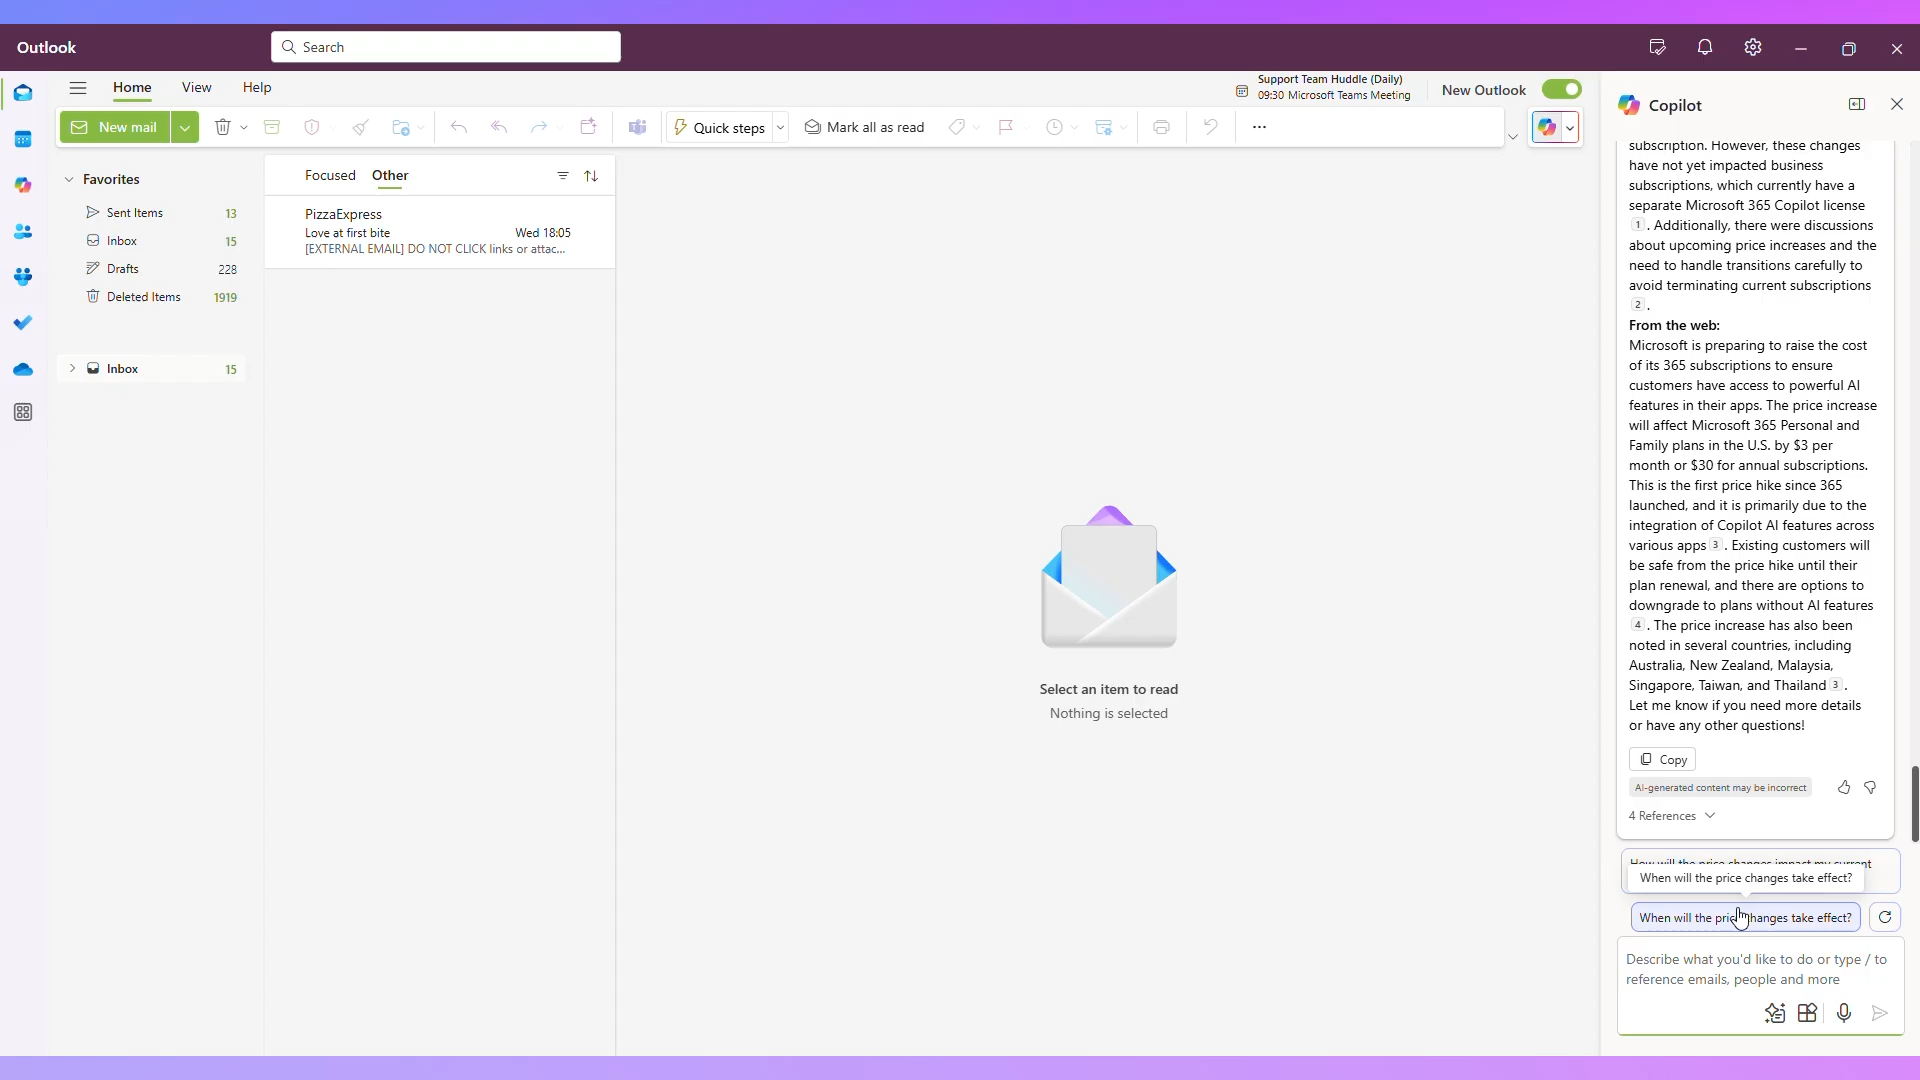 Outlook
Search
Home
View
Help
Support Team Huddle (Daily)
09:30 Microsoft Teams Meeting
New Outlook
New mail
Quick steps
Mark all as read
Favorites
Sent Items 13
Inbox 15
Drafts 228
Deleted Items 1919
Inbox 15
Focused Other
PizzaExpress
Love at first bite Wed 18:05
[EXTERNAL EMAIL] DO NOT CLICK links or attac...
Select an item to read
Nothing is selected
Copilot
subscription. However, these changes
have not yet impacted business
subscriptions, which currently have a
separate Microsoft 365 Copilot license
1 . Additionally, there were discussions
about upcoming price increases and the
need to handle transitions carefully to
avoid terminating current subscriptions
2 .
From the web:
Microsoft is preparing to raise the cost
of its 365 subscriptions to ensure
customers have access to powerful AI
features in their apps. The price increase
will affect Microsoft 365 Personal and
Family plans in the U.S. by $3 per
month or $30 for annual subscriptions.
This is the first price hike since 365
launched, and it is primarily due to the
integration of Copilot AI features across
various apps 3 . Existing customers will
be safe from the price hike until their
plan renewal, and there are options to
downgrade to plans without AI features
4 . The price increase has also been
noted in several countries, including
Australia, New Zealand, Malaysia,
Singapore, Taiwan, and Thailand 3 .
Let me know if you need more details
or have any other questions!
Copy
AI-generated content may be incorrect
4 References
How will the price changes impact my current
When will the price changes take effect?
When will the price changes take effect?
Describe what you'd like to do or type / to
reference emails, people and more